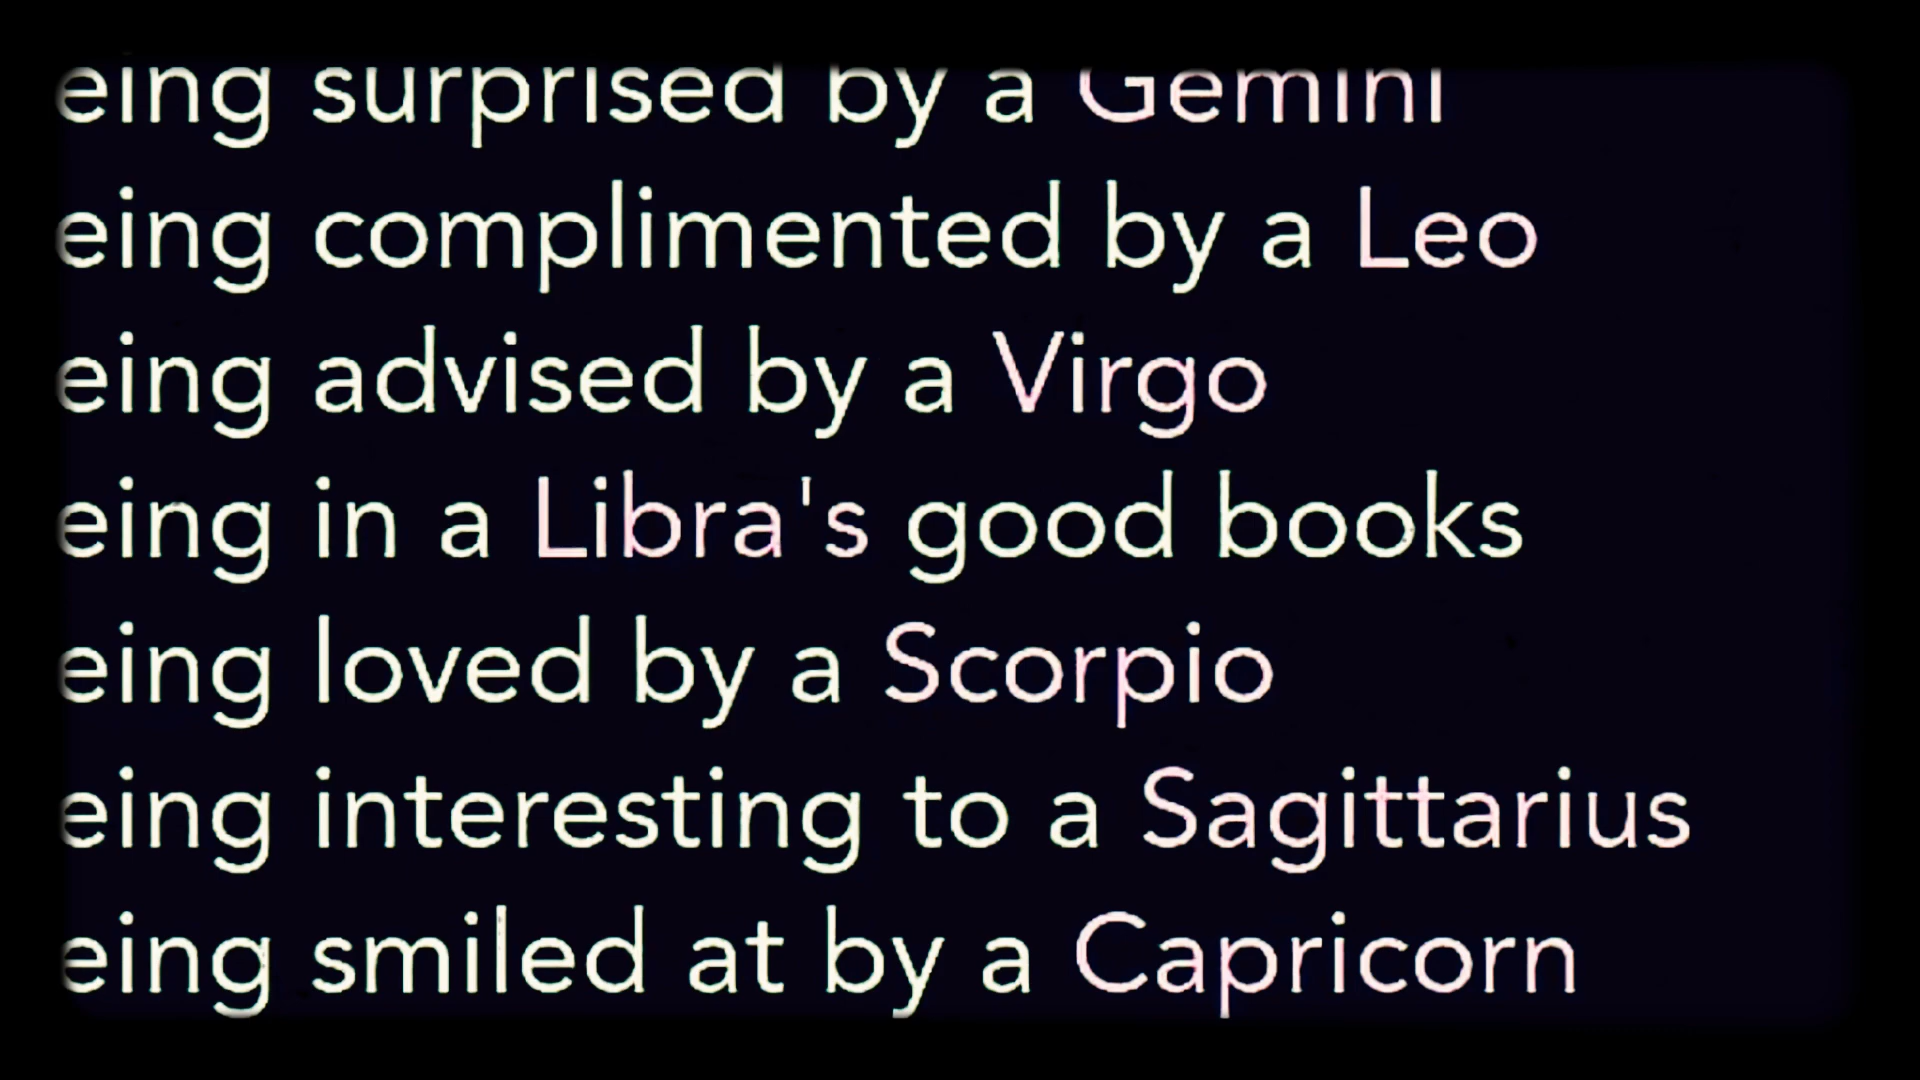 eing surprised by a Gemini
eing complimented by a Leo
eing advised by a Virgo
eing in a Libra's good books
eing loved by a Scorpio
eing interesting to a Sagittarius
eing smiled at by a Capricorn